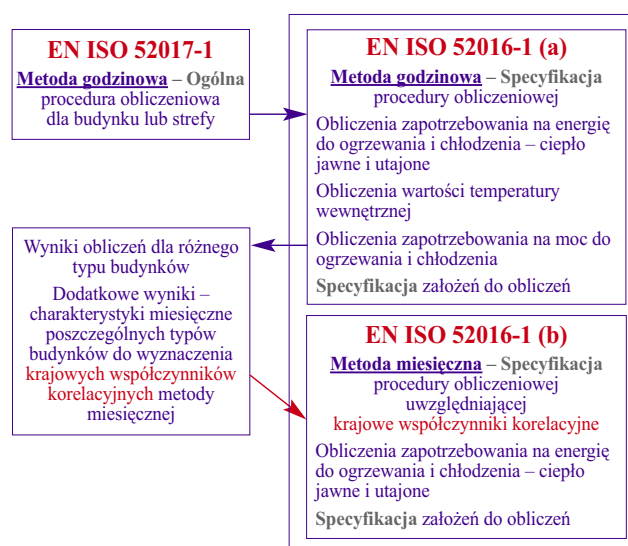 EN ISO 52017-1
Metoda godzinowa – Ogólna
procedura obliczeniowa
dla budynku lub strefy
EN ISO 52016-1 (a)
Metoda godzinowa – Specyfikacja
procedury obliczeniowej
Obliczenia zapotrzebowania na energię
do ogrzewania i chłodzenia – ciepło
jawne i utajone
Obliczenia wartości temperatury
wewnętrznej
Obliczenia zapotrzebowania na moc do
ogrzewania i chłodzenia
Specyfikacja założeń do obliczeń
Wyniki obliczeń dla różnego
typu budynków
Dodatkowe wyniki –
charakterystyki miesięczne
poszczególnych typów
budynków do wyznaczenia
krajowych współczynników
korelacyjnych metody
miesięcznej
EN ISO 52016-1 (b)
Metoda miesięczna – Specyfikacja
procedury obliczeniowej
uwzględniającej
krajowe współczynniki korelacyjne
Obliczenia zapotrzebowania na energię
do ogrzewania i chłodzenia – ciepło
jawne i utajone
Specyfikacja założeń do obliczeń